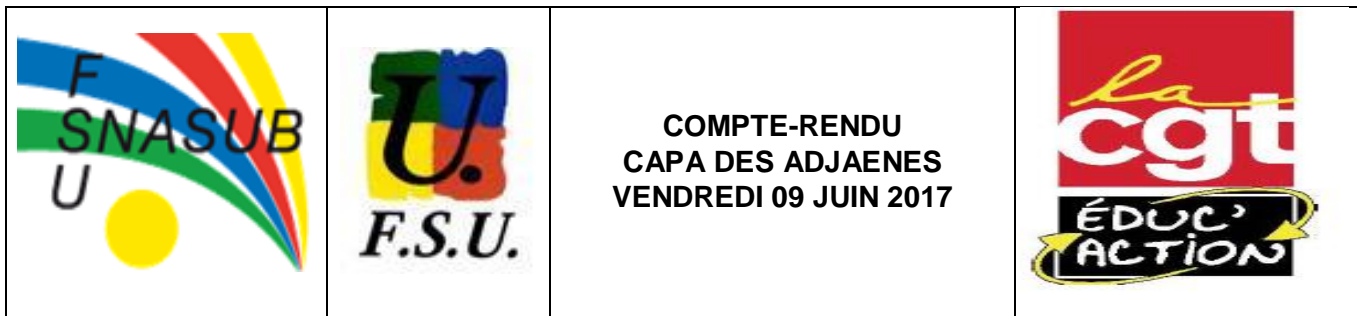 F
SNASUB
U
U.
F.S.U.
COMPTE-RENDU
CAPA DES ADJAENES
VENDREDI 09 JUIN 2017
la
cgt
ÉDUC'
ACTION